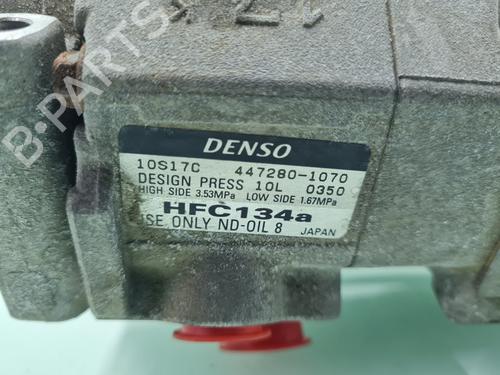 B-PARTS
DENSO
10S17C 447280-1070
DESIGN PRESS 10L 0350
HIGH SIDE 3.53MPa LOW SIDE 1.67MPa
HFC134a
USE ONLY ND-OIL 8 JAPAN